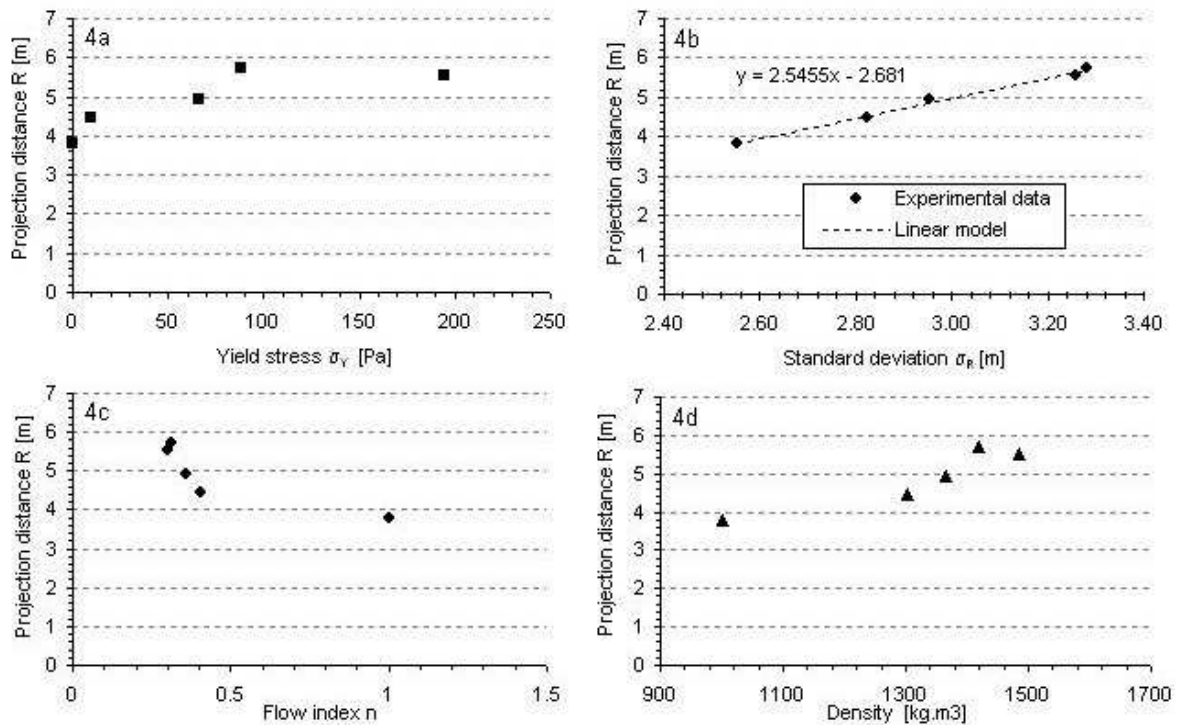 4a
Projection distance R [m]
7
6
5
4
3
2
1
0
0 50 100 150 200 250
Yield stress σY [Pa]
4b
Projection distance R [m]
7
6
5
4
3
2
1
0
y = 2.5455x - 2.681
Experimental data
Linear model
2.40 2.60 2.80 3.00 3.20 3.40
Standard deviation σR [m]
4c
Projection distance R [m]
7
6
5
4
3
2
1
0
0 0.5 1 1.5
Flow index n
4d
Projection distance R [m]
7
6
5
4
3
2
1
0
900 1100 1300 1500 1700
Density [kg.m3]